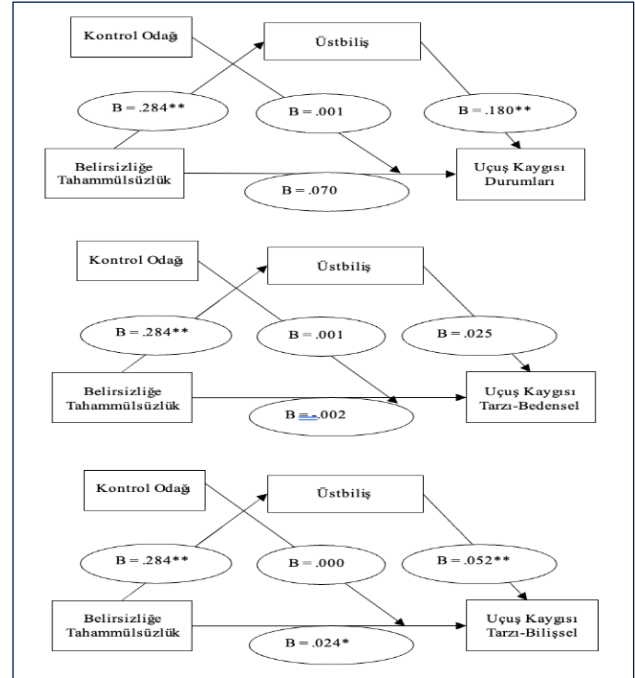 Kontrol Odağı
Üstbiliş
B = .284**
B = .001
B = .180**
Belirsizliğe
Tahammülsüzlük
Uçuş Kaygısı
Durumları
B = .070
Kontrol Odağı
Üstbiliş
B = .284**
B = .001
B = .025
Belirsizliğe
Tahammülsüzlük
Uçuş Kaygısı
Tarzı-Bedensel
B = -.002
Kontrol Odağı
Üstbiliş
B = .284**
B = .000
B = .052**
Belirsizliğe
Tahammülsüzlük
Uçuş Kaygısı
Tarzı-Bilişsel
B = .024*